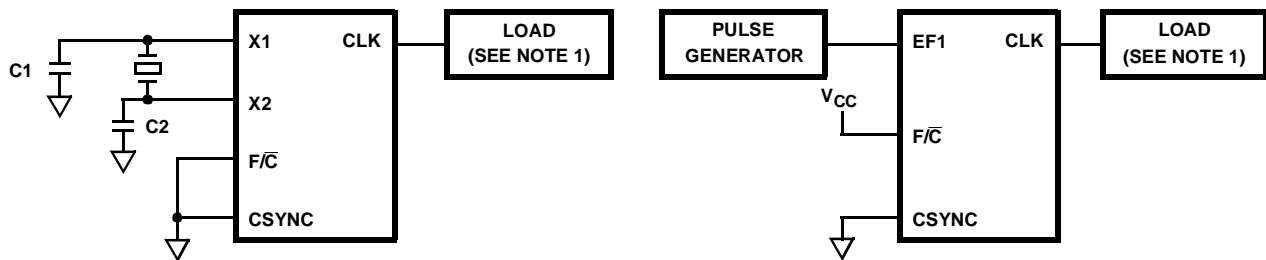 C1
C2
X1
X2
F/C̅
CSYNC
CLK
LOAD
(SEE NOTE 1)
PULSE
GENERATOR
VCC
EF1
F/C̅
CSYNC
CLK
LOAD
(SEE NOTE 1)